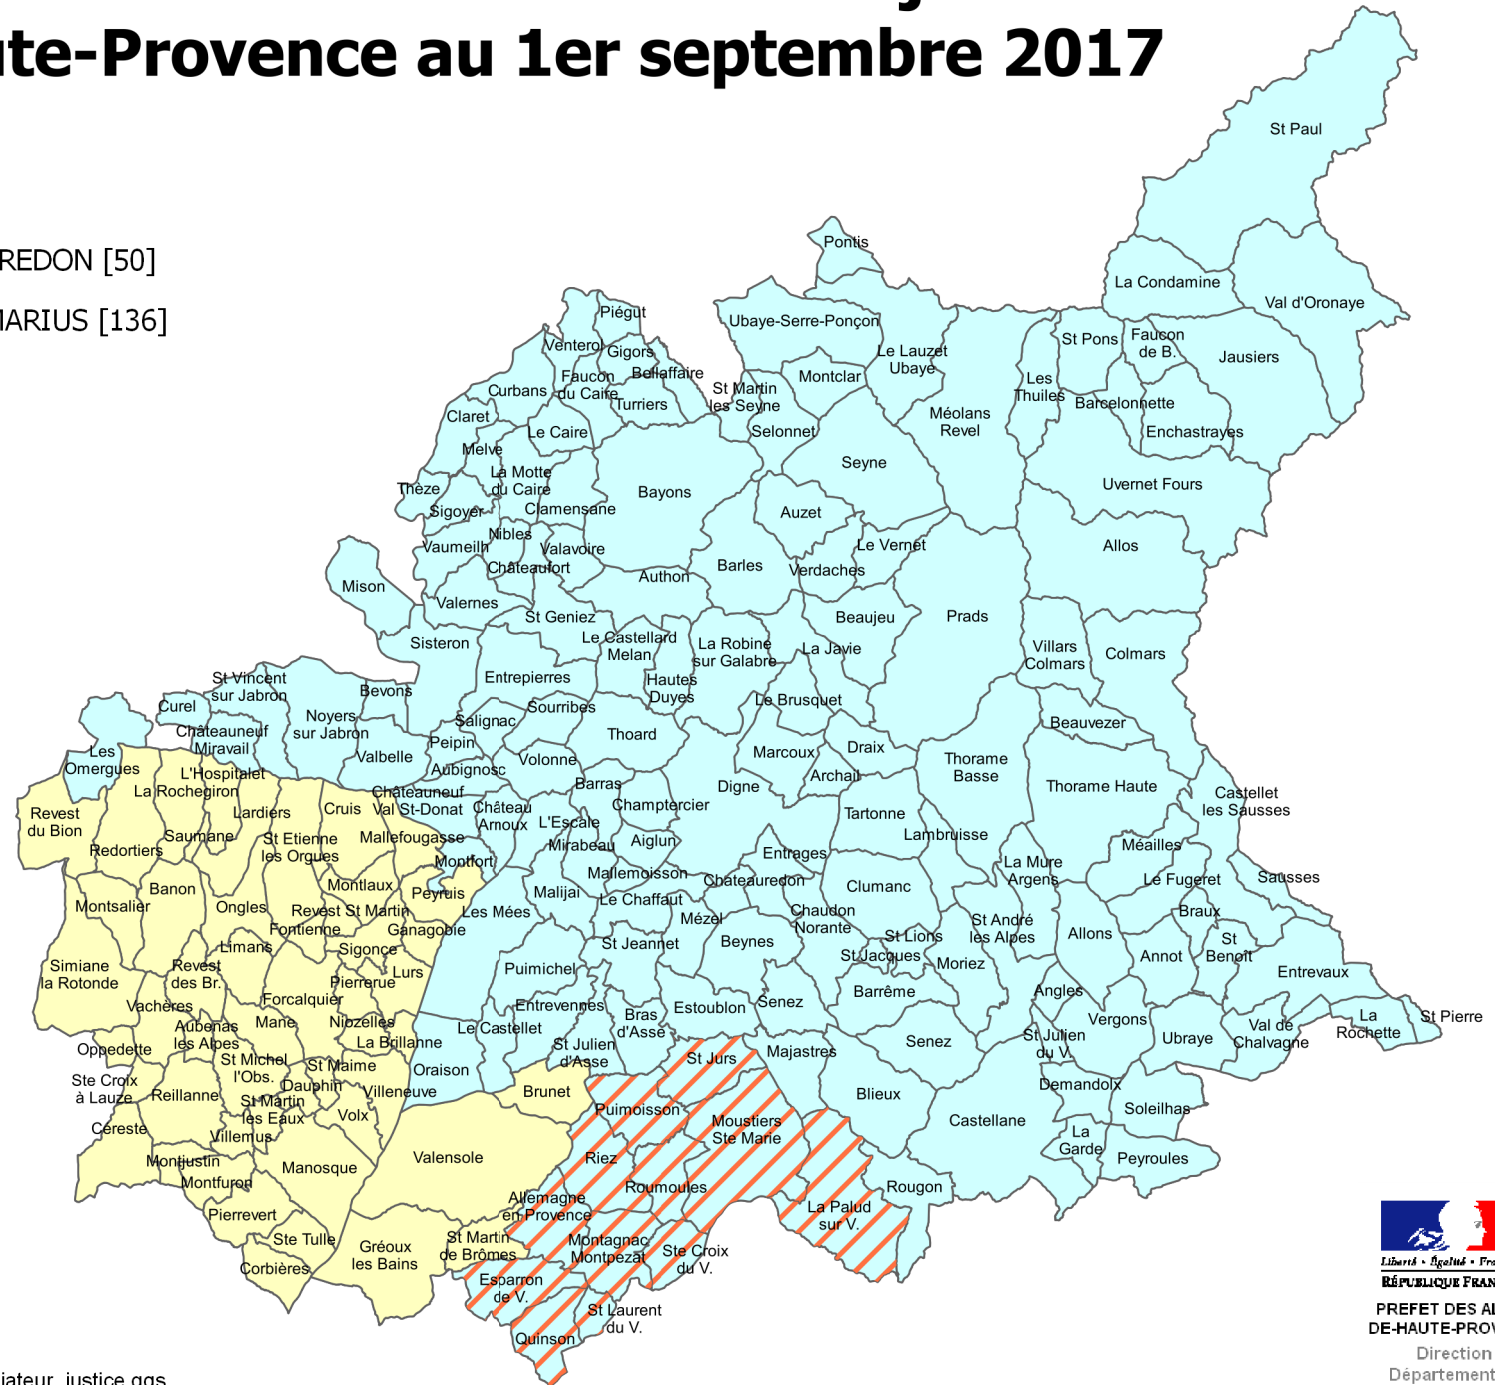 ute-Provence au 1er septembre 2017
REDON [50]
MARIUS [136]
St Paul
Pontis
La Condamine
Val d'Oronaye
Piégut
Ubaye-Serre-Ponçon
Venterol
Gigors
Le Lauzet
Ubaye
St Pons
Faucon
de B.
Jausiers
Faucon
du Caire
Bellaffaire
Montclar
Les
Thuiles
Curbans
Turriers
St Martin
les Seyne
Barcelonnette
Claret
Méolans
Revel
Le Caire
Selonnet
Enchastrayes
Melve
Seyne
La Motte
du Caire
Thèze
Bayons
Uvernet Fours
Sigoyer
Clamensane
Auzet
Nibles
Vaumeilh
Valavoire
Le Vernet
Allos
Châteaufort
Barles
Verdaches
Authon
Mison
Valernes
St Geniez
Beaujeu
Prads
Sisteron
Le Castellard
Melan
La Robine
sur Galabre
La Javie
Villars
Colmars
Colmars
St Vincent
sur Jabron
Entrepierres
Hautes
Duyes
Bevons
Le Brusquet
Curel
Noyers
sur Jabron
Sourribes
Salignac
Beauvezer
Châteauneuf
Miravail
Peipin
Thoard
Les
Omergues
Valbelle
Volonne
Marcoux
Draix
Thorame
Basse
Aubignosc
Archail
L'Hospitalet
Barras
Digne
Thorame Haute
La Rochegiron
Châteauneuf
Val St-Donat
Castellet
les Sausses
Revest
du Bion
Lardiers
Cruis
Château
Arnoux
Champtercier
Tartonne
L'Escale
Saumane
St Etienne
les Orgues
Mallefougasse
Mirabeau
Aiglun
Lambruisse
Méailles
Redortiers
Entrages
Montfort
La Mure
Argens
Mallemoisson
Chateauredon
Le Fugeret
Sausses
Banon
Montlaux
Peyruis
Malijai
Le Chaffaut
Clumanc
Montsalier
Ongles
Revest St Martin
Fontienne
Les Mées
Mézel
Chaudon
Norante
Braux
Ganagobie
St André
les Alpes
Limans
Sigonce
St Jeannet
Beynes
St Lions
Allons
St
Benoît
Simiane
la Rotonde
Revest
des Br.
Lurs
Puimichel
St Jacques
Moriez
Annot
Entrevaux
Pierrerue
Barrême
Angles
Vachères
Forcalquier
Entrevennes
Bras
d'Asse
Estoublon
Senez
Aubenas
les Alpes
Mane
Niozelles
Le Castellet
Vergons
La
Rochette
St Pierre
Oppedette
La Brillanne
St Julien
d'Asse
Majastres
Senez
St Julien
du V.
Ubraye
Val de
Chalvagne
St Michel
l'Obs.
St Maime
Oraison
St Jurs
Ste Croix
à Lauze
Dauphin
Villeneuve
Brunet
Blieux
Demandolx
Reillanne
St Martin
les Eaux
Volx
Puimoisson
Moustiers
Ste Marie
Castellane
Soleilhas
Céreste
Villemus
La
Garde
Montjustin
Manosque
Valensole
Riez
Peyroules
Montfuron
Roumoules
Rougon
Pierrevert
Allemagne
en Provence
La Palud
sur V.
Ste Tulle
Gréoux
les Bains
St Martin
de Brômes
Montagnac
Montpezat
Ste Croix
du V.
Corbières
Esparron
de V.
St Laurent
du V.
Quinson
Liberté • Égalité • Fra
RÉPUBLIQUE FRAN
PREFET DES AL
DE-HAUTE-PROV
Direction
Département
iateur_justice.qgs